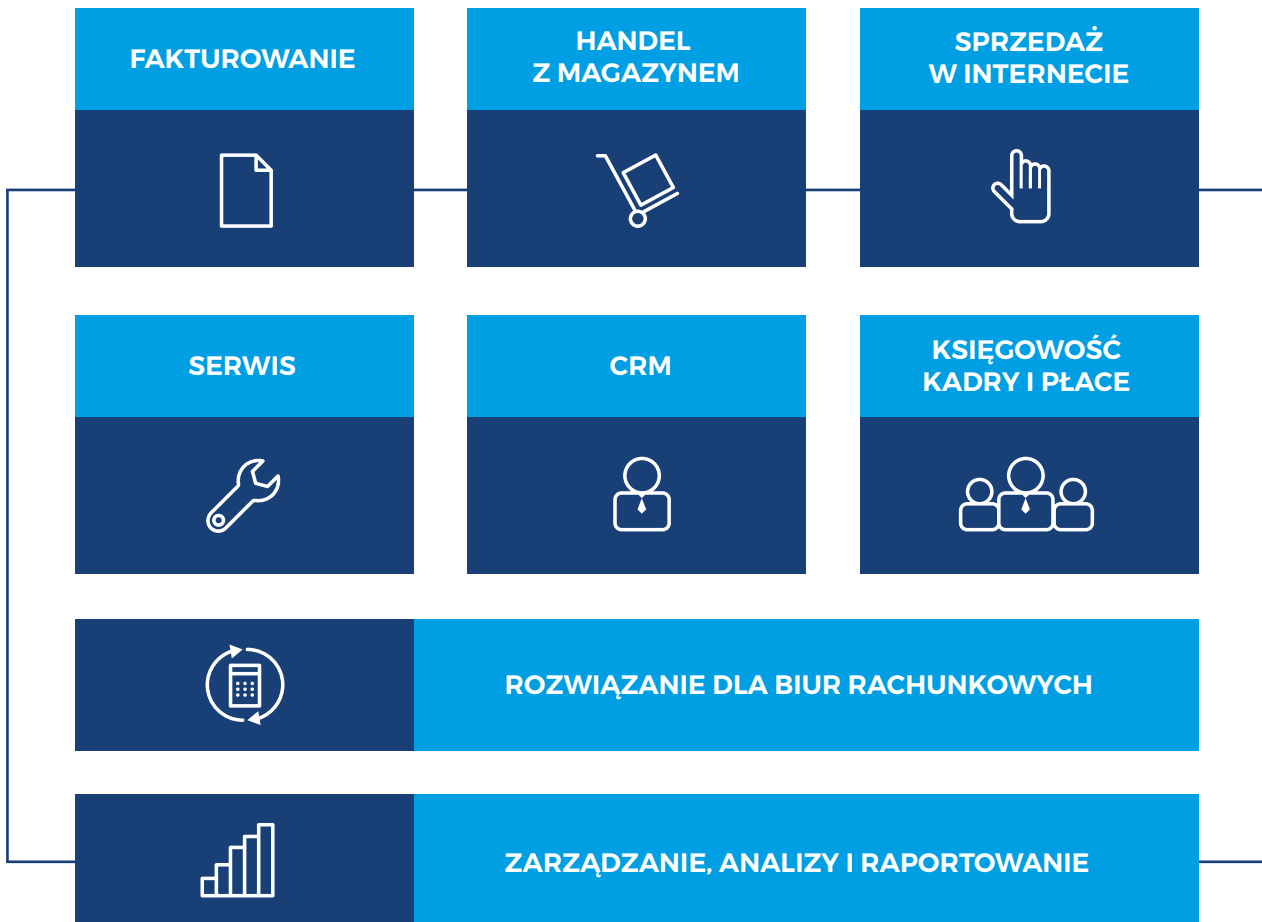 FAKTUROWANIE
HANDEL
Z MAGAZYNEM
SPRZEDAŻ
W INTERNECIE
SERWIS
CRM
KSIĘGOWOŚĆ
KADRY I PŁACE
ROZWIĄZANIE DLA BIUR RACHUNKOWYCH
ZARZĄDZANIE, ANALIZY I RAPORTOWANIE